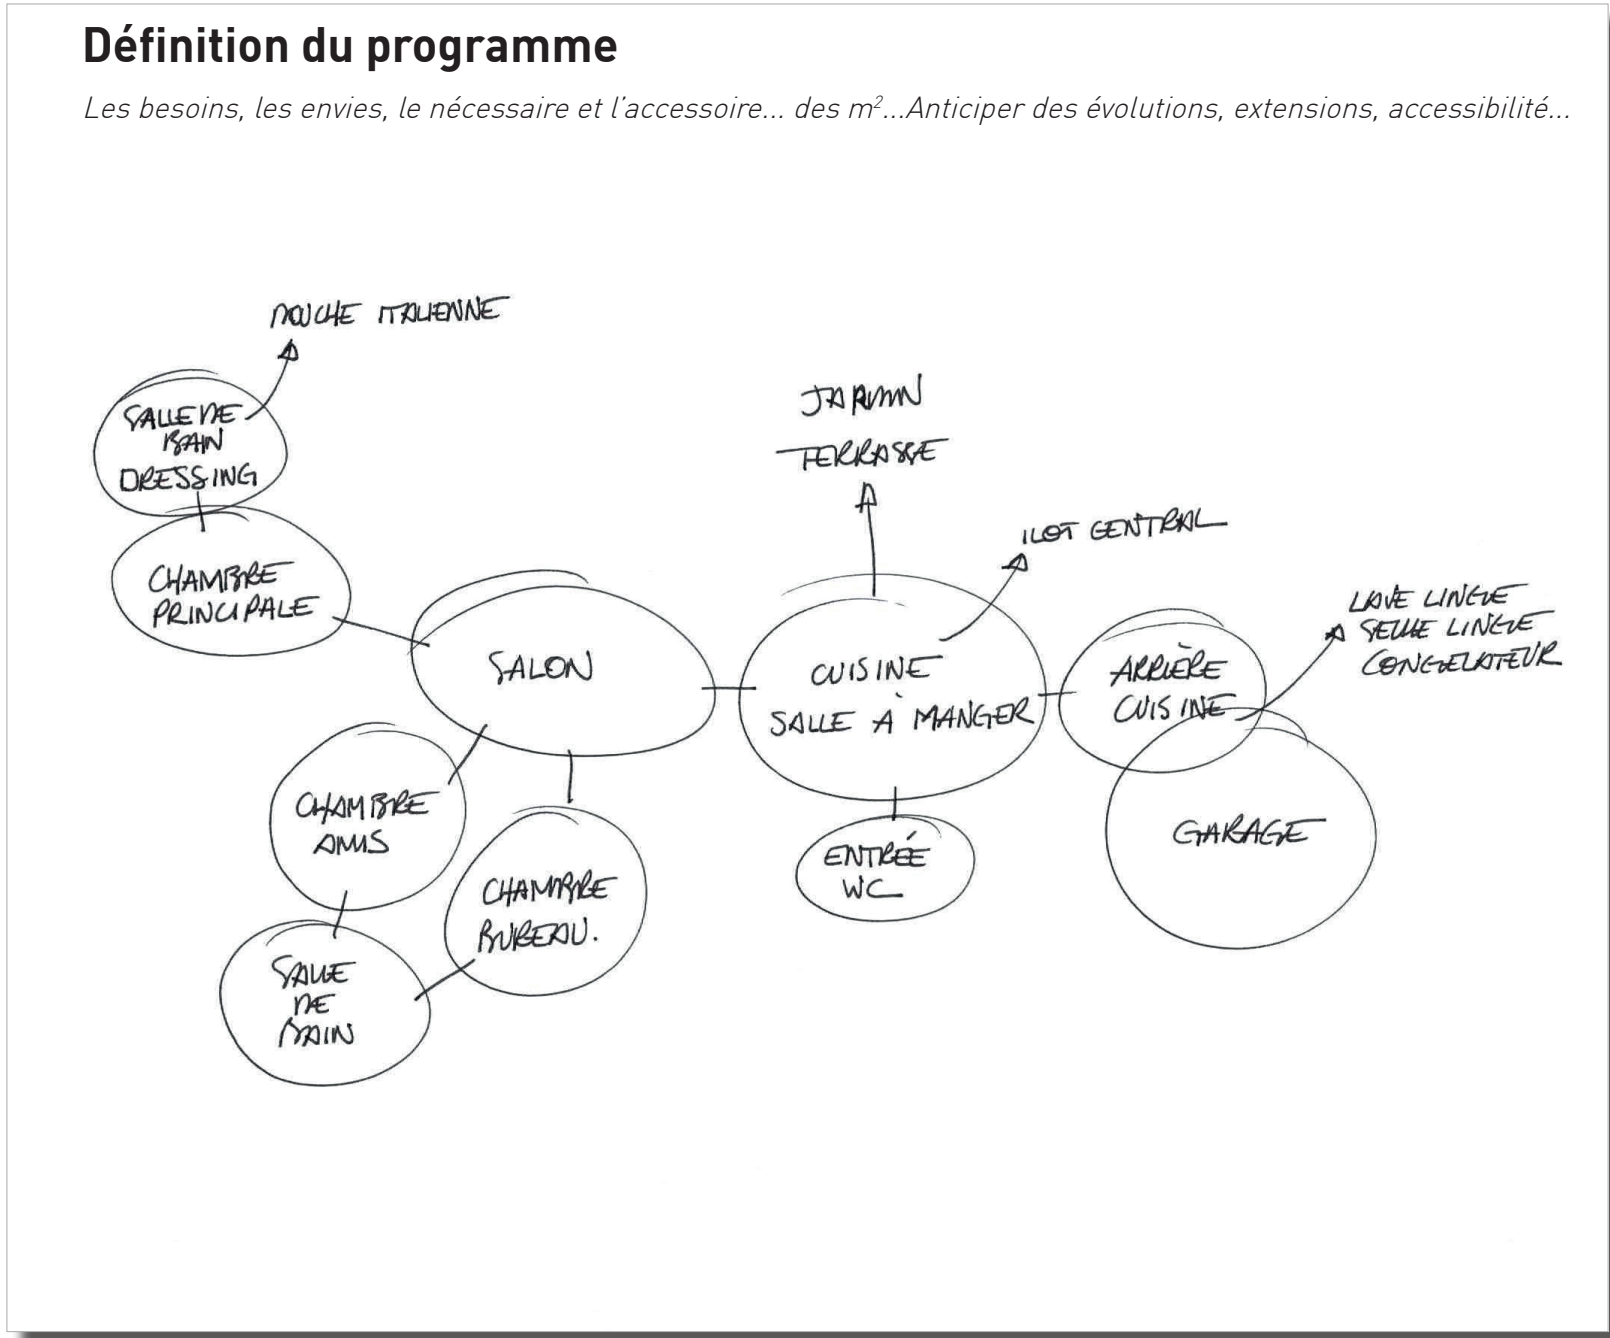 Définition du programme
Les besoins, les envies, le nécessaire et l'accessoire... des m²...Anticiper des évolutions, extensions, accessibilité...
DOUCHE ITALIENNE
SALLE DE
BAIN
DRESSING
CHAMBRE
PRINCIPALE
JARDIN
TERRASSE
ILOT CENTRAL
LAVE LINGE
SECHE LINGE
CONGELATEUR
SALON
CUISINE
SALLE À MANGER
ARRIÈRE
CUISINE
CHAMBRE
AMIS
CHAMBRE
BUREAU.
ENTRÉE
WC
GARAGE
SALLE
DE
BAIN